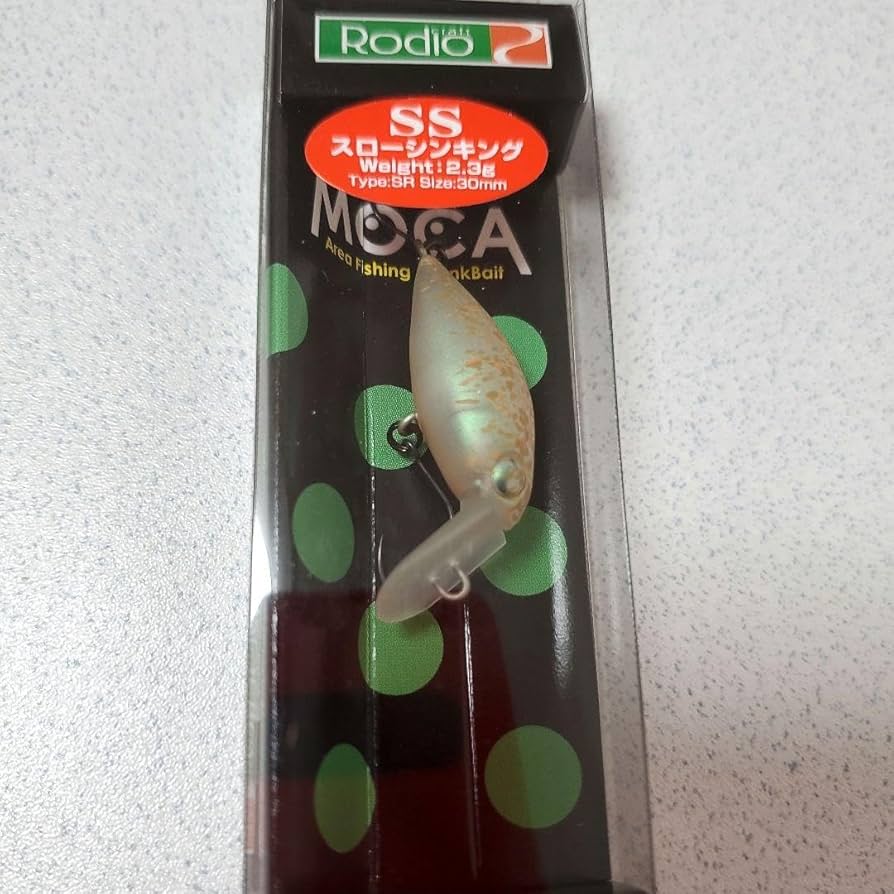 Rodio craft
SS
スローシンキング
Weight:2.3g
Type:SR Size:30mm
MOCA
Area Fishing